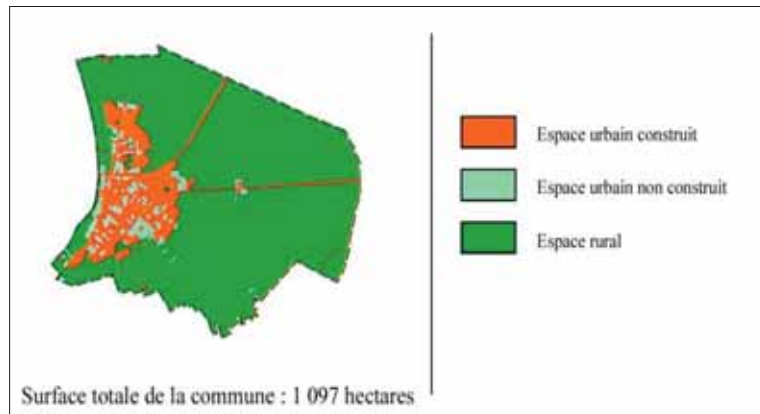 Espace urbain construit
Espace urbain non construit
Espace rural
Surface totale de la commune : 1 097 hectares